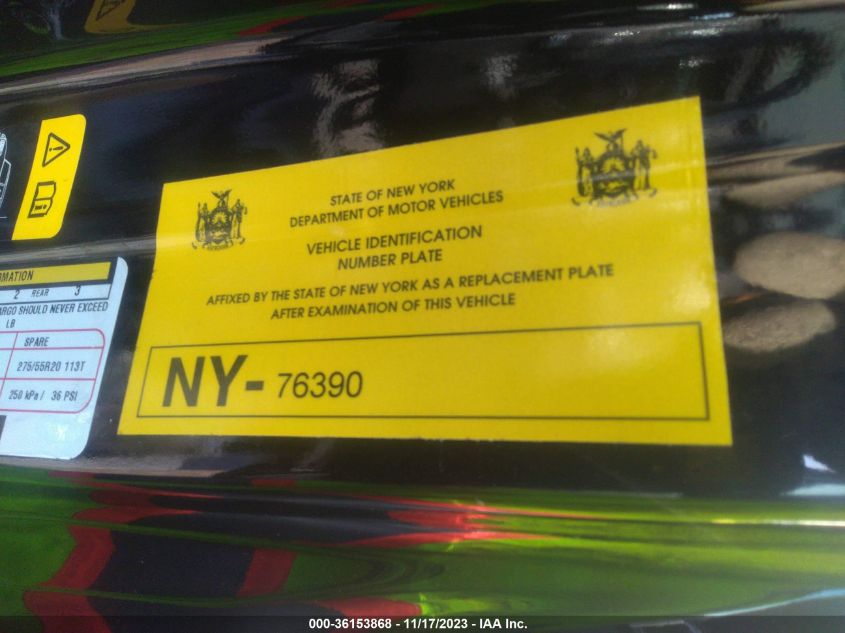 STATE OF NEW YORK
DEPARTMENT OF MOTOR VEHICLES
VEHICLE IDENTIFICATION
NUMBER PLATE
AFFIXED BY THE STATE OF NEW YORK AS A REPLACEMENT PLATE
AFTER EXAMINATION OF THIS VEHICLE
NY- 76390
2 REAR 3
SHOULD NEVER EXCEED
LB
SPARE
275/55R20 113T
250 kPa / 36 PSI
000-36153868 - 11/17/2023 - IAA Inc.